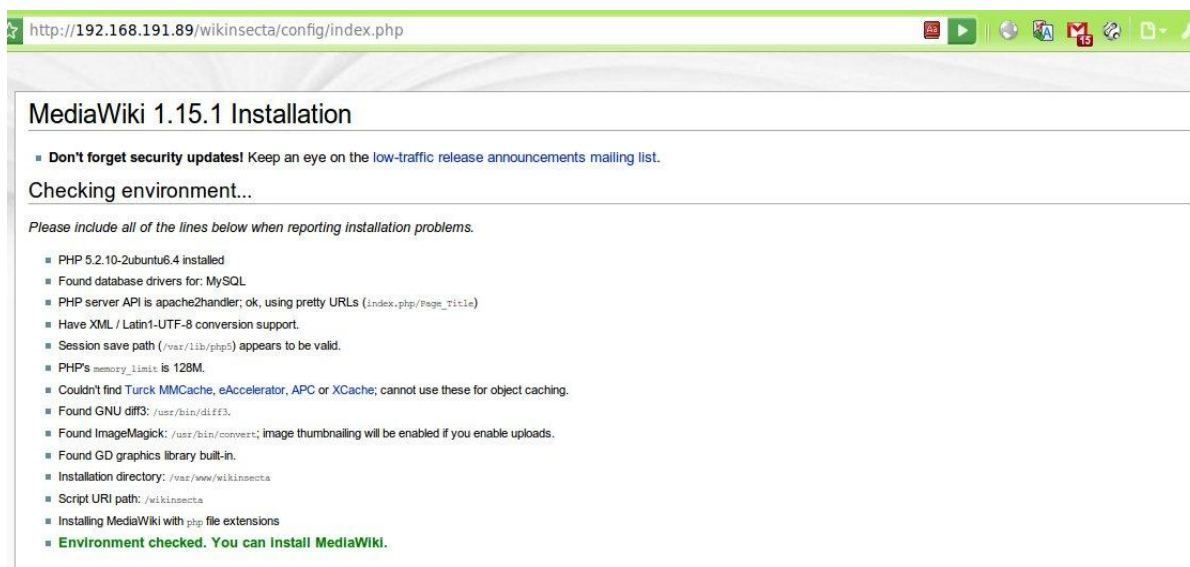 http://192.168.191.89/wikinsecta/config/index.php
Aa
15
MediaWiki 1.15.1 Installation
Don't forget security updates! Keep an eye on the low-traffic release announcements mailing list.
Checking environment...
Please include all of the lines below when reporting installation problems.
PHP 5.2.10-2ubuntu6.4 installed
Found database drivers for: MySQL
PHP server API is apache2handler; ok, using pretty URLs (index.php/Page_Title)
Have XML / Latin1-UTF-8 conversion support.
Session save path (/var/lib/php5) appears to be valid.
PHP's memory_limit is 128M.
Couldn't find Turck MMCache, eAccelerator, APC or XCache; cannot use these for object caching.
Found GNU diff3: /usr/bin/diff3.
Found ImageMagick: /usr/bin/convert; image thumbnailing will be enabled if you enable uploads.
Found GD graphics library built-in.
Installation directory: /var/www/wikinsecta
Script URI path: /wikinsecta
Installing MediaWiki with php file extensions
Environment checked. You can install MediaWiki.